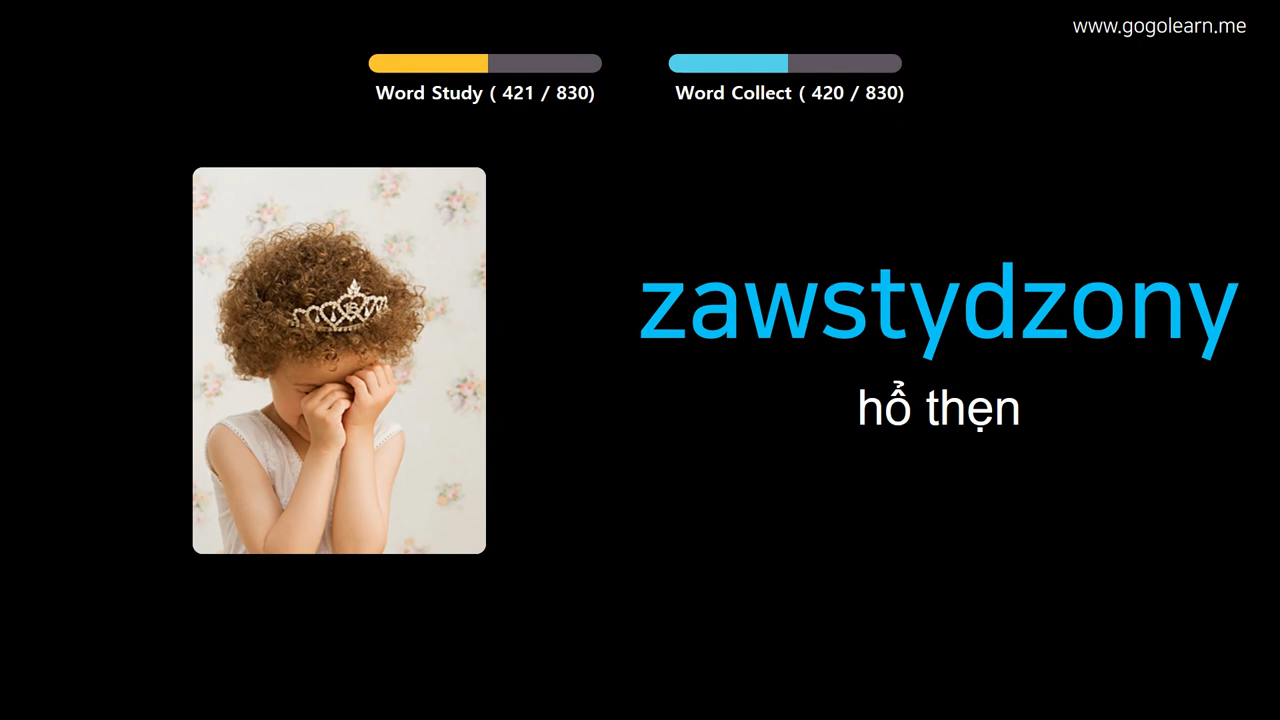 www.gogolearn.me
Word Study ( 421 / 830)
Word Collect ( 420 / 830)
zawstydzony
hổ thẹn